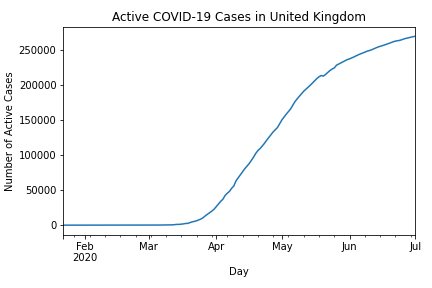 Active COVID-19 Cases in United Kingdom
Number of Active Cases
250000
200000
150000
100000
50000
0
Feb
2020
Mar
Apr
May
Jun
Jul
Day